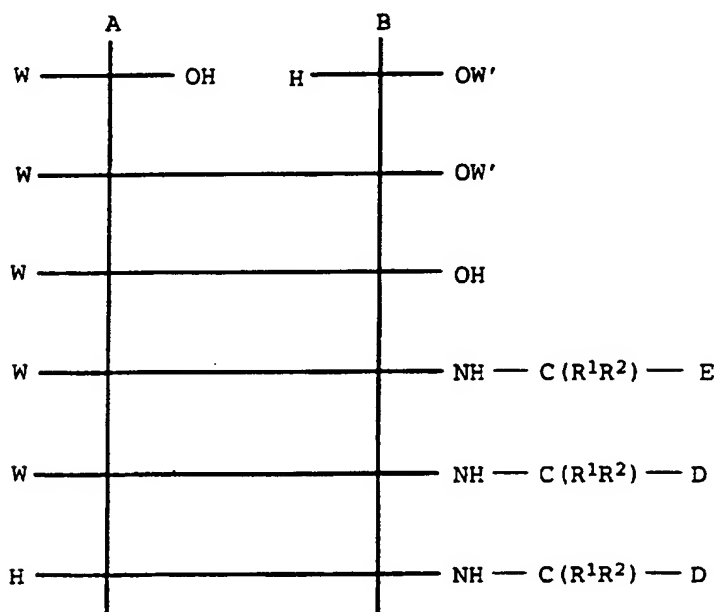 A B
W OH H OW'
W OW'
W OH
W NH C(R¹R²) E
W NH C(R¹R²) D
H NH C(R¹R²) D